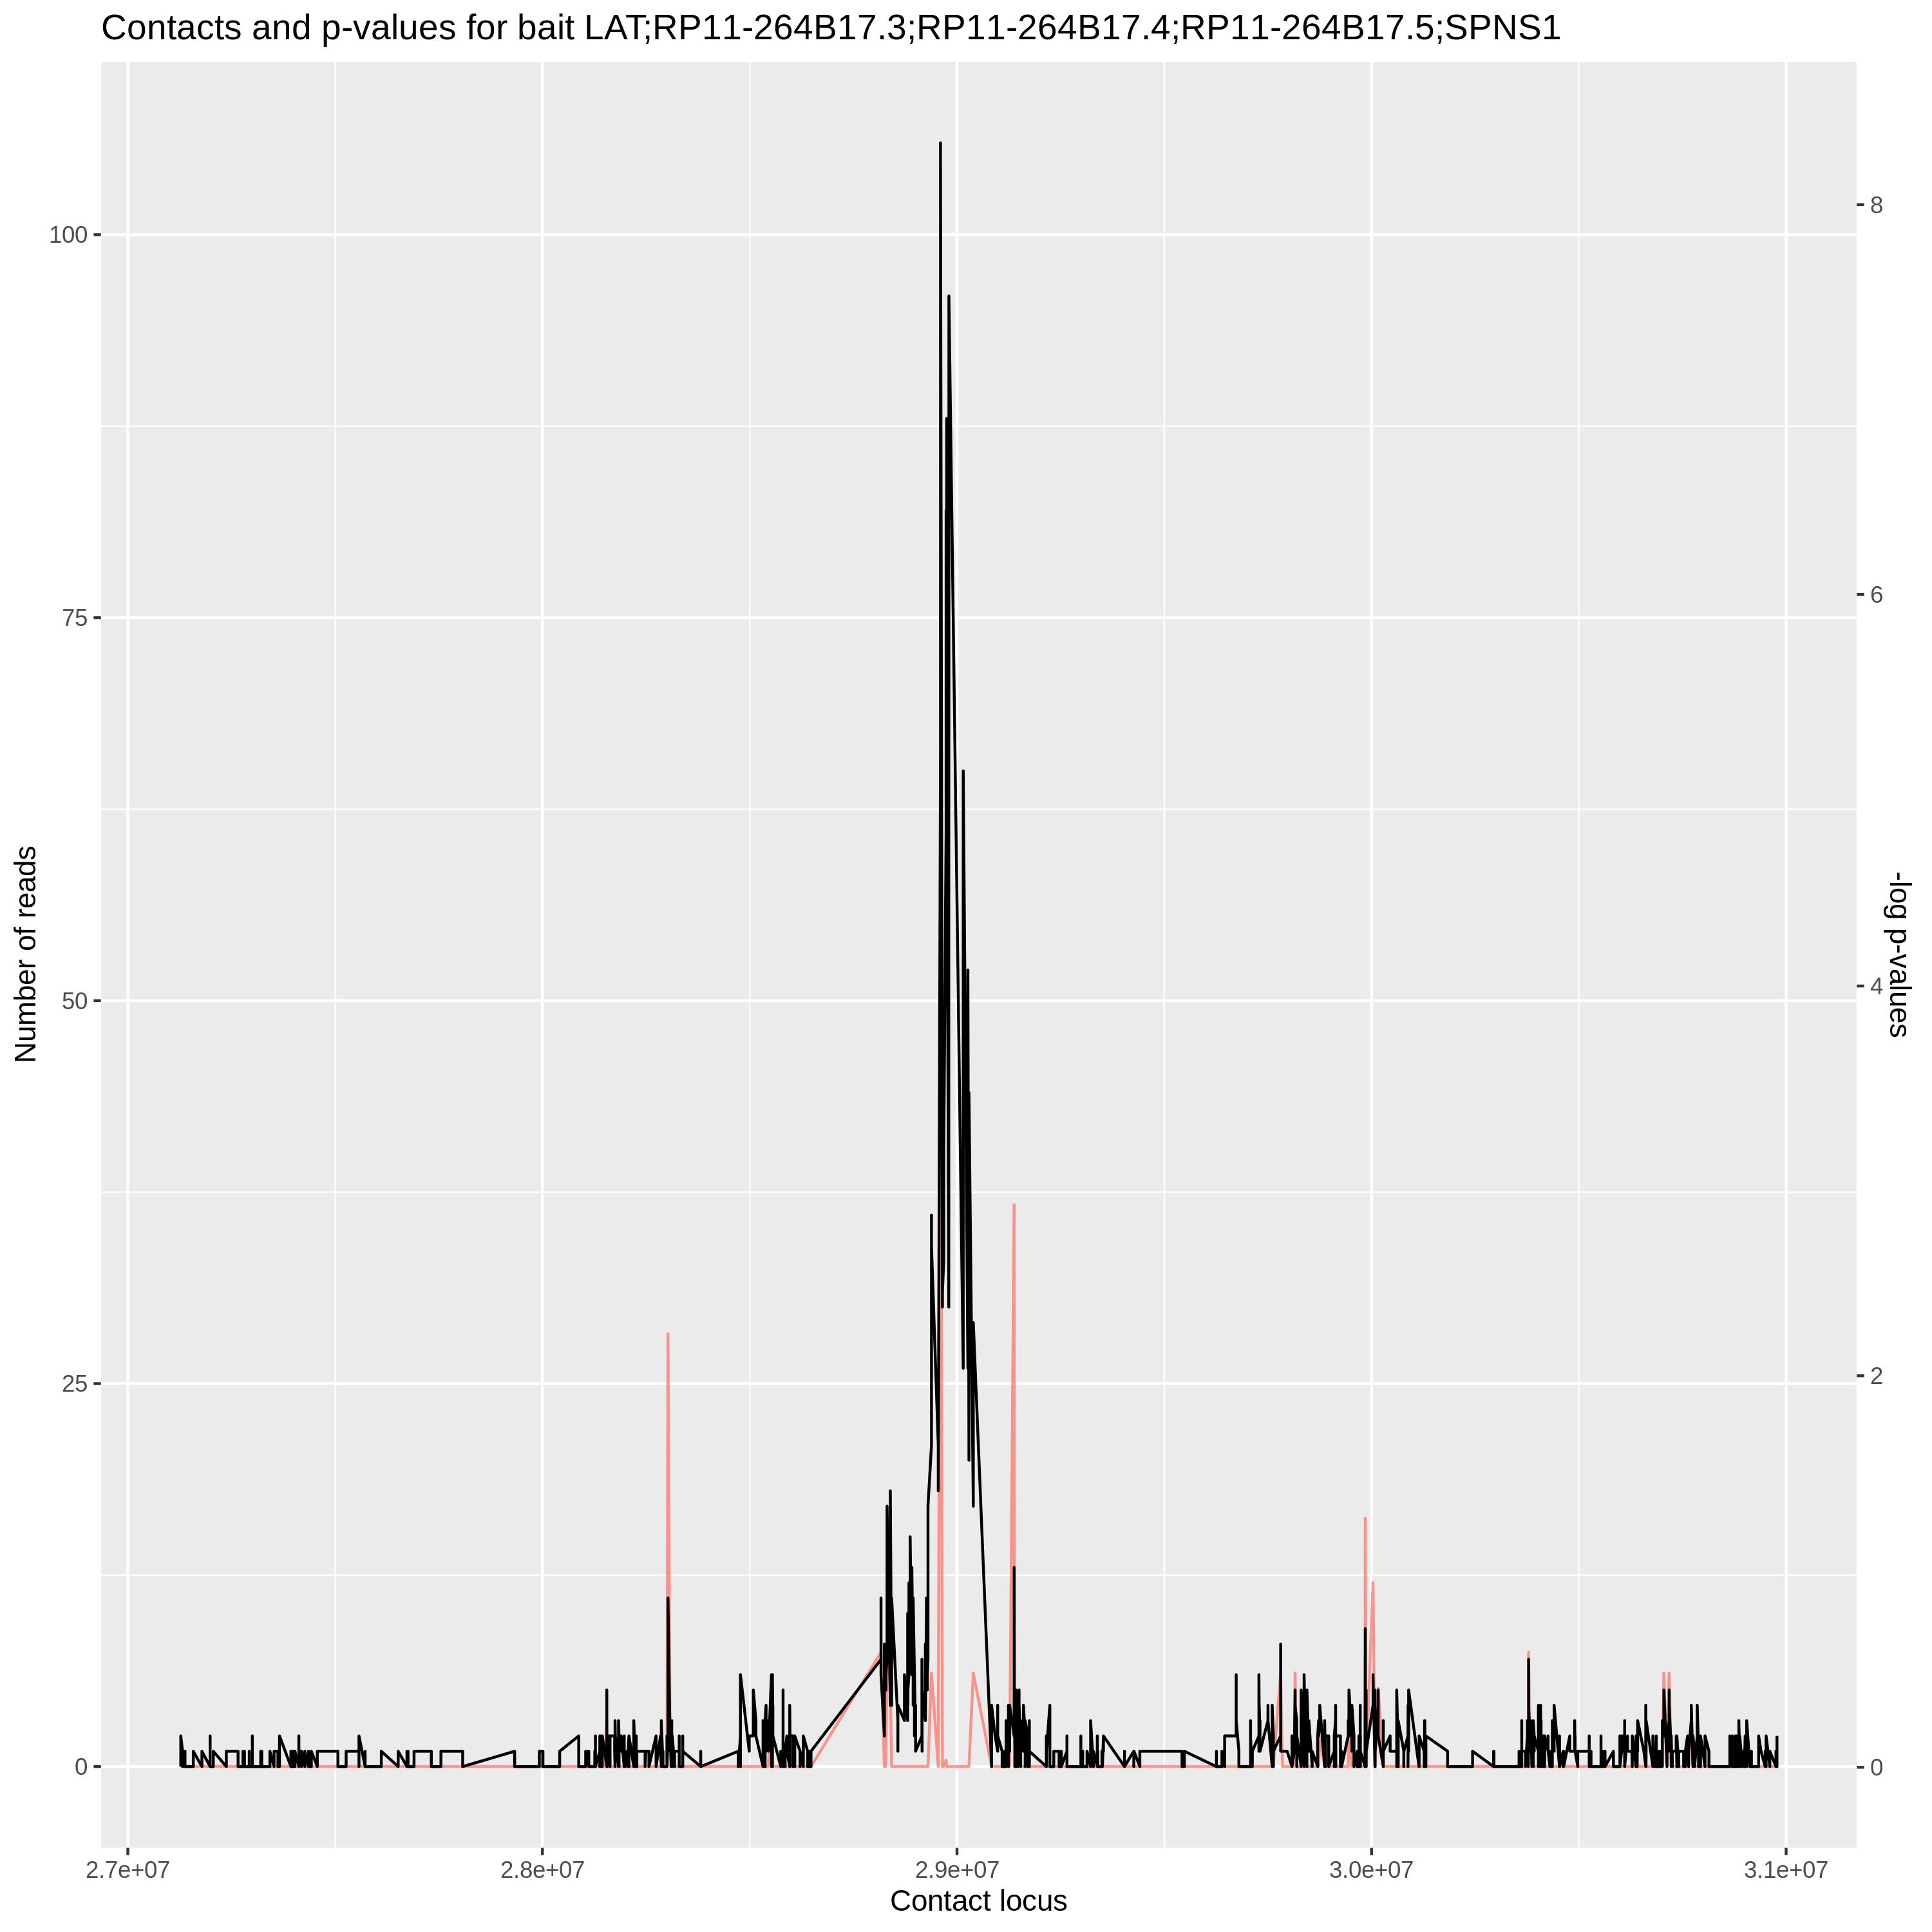 Contacts and p-values for bait LAT;RP11-264B17.3;RP11-264B17.4;RP11-264B17.5;SPNS1
100
75
50
25
0
Number of reads
8
6
4
2
0
-log p-values
2.7e+07 2.8e+07 2.9e+07 3.0e+07 3.1e+07
Contact locus